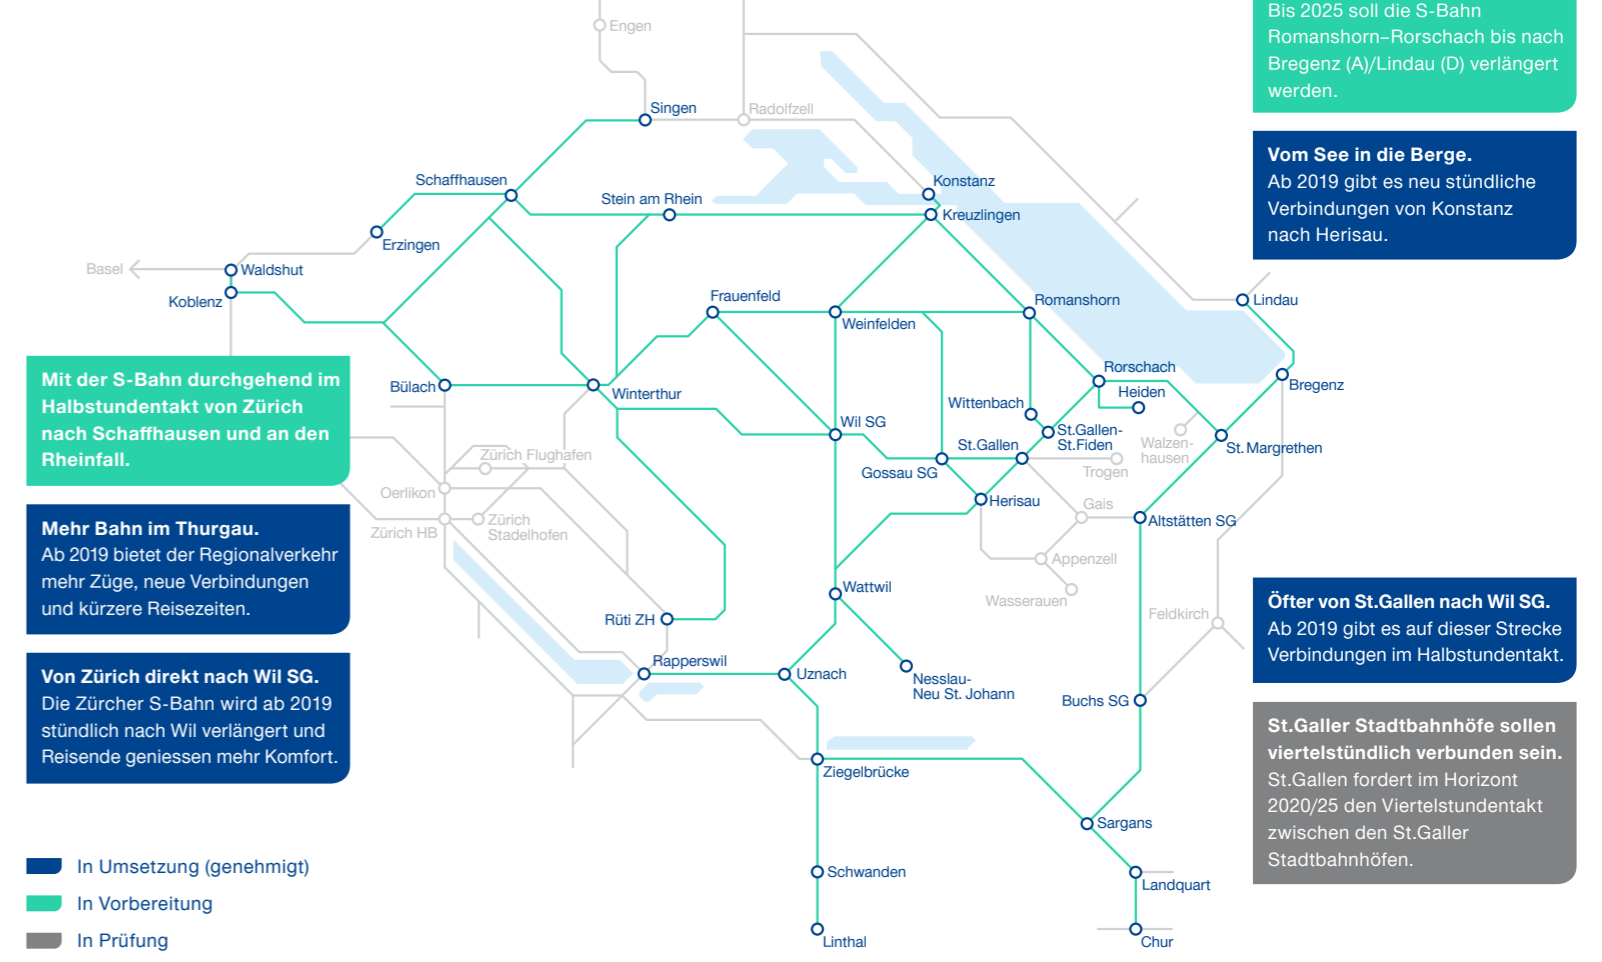 Engen
Singen
Radolfzell
Schaffhausen
Stein am Rhein
Konstanz
Kreuzlingen
Erzingen
Basel
Waldshut
Koblenz
Frauenfeld
Weinfelden
Romanshorn
Lindau
Bülach
Winterthur
Rorschach
Heiden
Bregenz
Wittenbach
Wil SG
St.Gallen-
St.Fiden
St.Gallen
Walzen-
hausen
St. Margrethen
Zürich Flughafen
Gossau SG
Trogen
Oerlikon
Herisau
Gais
Altstätten SG
Zürich HB
Zürich
Stadelhofen
Appenzell
Wasserauen
Wattwil
Feldkirch
Rüti ZH
Rapperswil
Uznach
Nesslau-
Neu St. Johann
Buchs SG
Ziegelbrücke
Sargans
Schwanden
Landquart
Linthal
Chur
Mit der S-Bahn durchgehend im
Halbstundentakt von Zürich
nach Schaffhausen und an den
Rheinfall.
Mehr Bahn im Thurgau.
Ab 2019 bietet der Regionalverkehr
mehr Züge, neue Verbindungen
und kürzere Reisezeiten.
Von Zürich direkt nach Wil SG.
Die Zürcher S-Bahn wird ab 2019
stündlich nach Wil verlängert und
Reisende geniessen mehr Komfort.
In Umsetzung (genehmigt)
In Vorbereitung
In Prüfung
Bis 2025 soll die S-Bahn
Romanshorn–Rorschach bis nach
Bregenz (A)/Lindau (D) verlängert
werden.
Vom See in die Berge.
Ab 2019 gibt es neu stündliche
Verbindungen von Konstanz
nach Herisau.
Öfter von St.Gallen nach Wil SG.
Ab 2019 gibt es auf dieser Strecke
Verbindungen im Halbstundentakt.
St.Galler Stadtbahnhöfe sollen
viertelstündlich verbunden sein.
St.Gallen fordert im Horizont
2020/25 den Viertelstundentakt
zwischen den St.Galler
Stadtbahnhöfen.